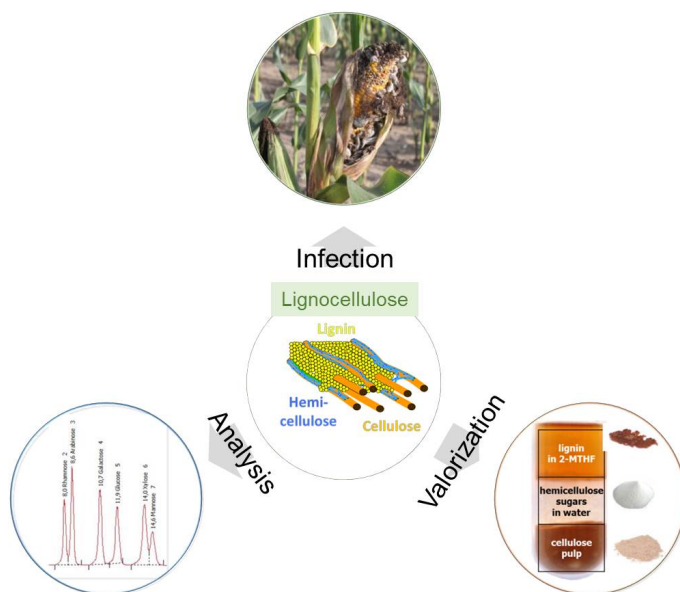 Infection
Lignocellulose
Lignin
Hemi-
cellulose
Cellulose
Analysis
Valorization
8,0 Rhamnose 2
8,6 Arabinose 3
10,7 Galactose 4
11,9 Glucose 5
14,0 Xylose 6
14,6 Mannose 7
lignin
in 2-MTHF
hemicellulose
sugars
in water
cellulose
pulp